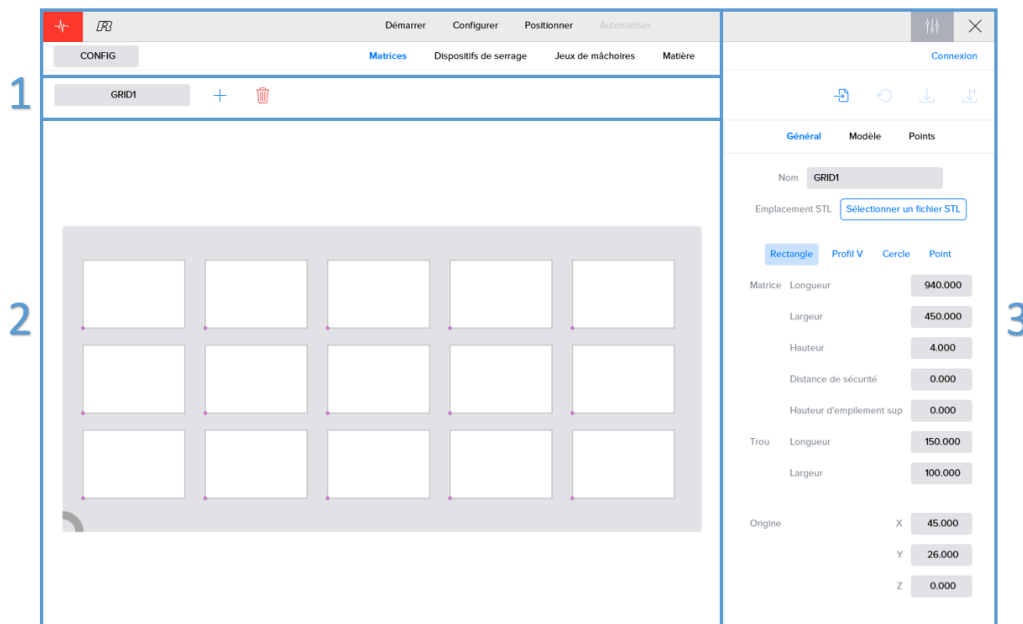 Démarrer Configurer Positionner Automatiser
CONFIG Matrices Dispositifs de serrage Jeux de mâchoires Matière Connexion
1 GRID1
Général Modèle Points
Nom GRID1
Emplacement STL Sélectionner un fichier STL
Rectangle Profil V Cercle Point
Matrice Longueur 940.000
2 Largeur 450.000 3
Hauteur 4.000
Distance de sécurité 0.000
Hauteur d'empilement sup 0.000
Trou Longueur 150.000
Largeur 100.000
Origine X 45.000
Y 26.000
Z 0.000